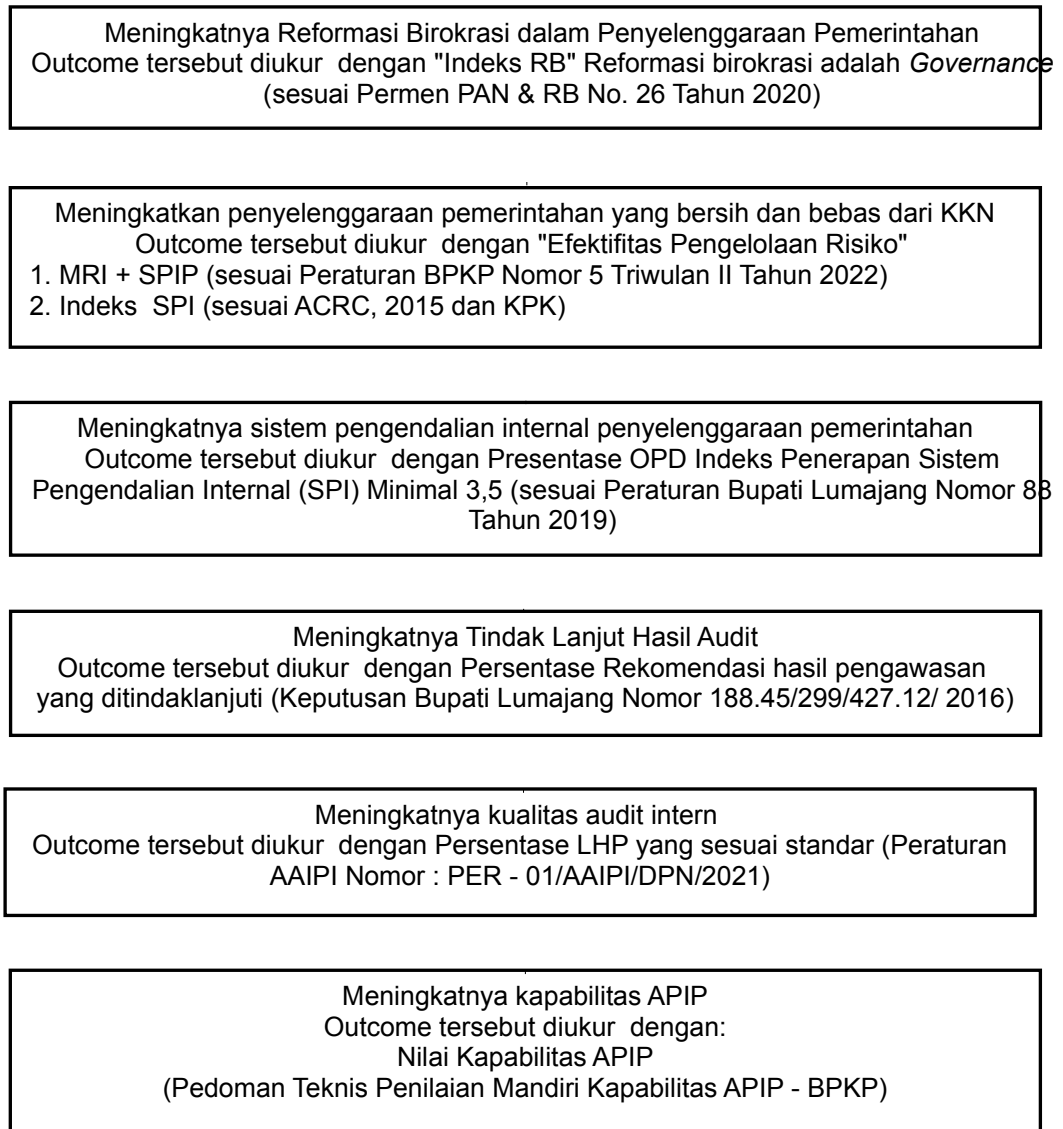 Meningkatnya Reformasi Birokrasi dalam Penyelenggaraan Pemerintahan
Outcome tersebut diukur dengan "Indeks RB" Reformasi birokrasi adalah Governance
(sesuai Permen PAN & RB No. 26 Tahun 2020)
Meningkatkan penyelenggaraan pemerintahan yang bersih dan bebas dari KKN
Outcome tersebut diukur dengan "Efektifitas Pengelolaan Risiko"
1. MRI + SPIP (sesuai Peraturan BPKP Nomor 5 Triwulan II Tahun 2022)
2. Indeks SPI (sesuai ACRC, 2015 dan KPK)
Meningkatnya sistem pengendalian internal penyelenggaraan pemerintahan
Outcome tersebut diukur dengan Presentase OPD Indeks Penerapan Sistem
Pengendalian Internal (SPI) Minimal 3,5 (sesuai Peraturan Bupati Lumajang Nomor 88
Tahun 2019)
Meningkatnya Tindak Lanjut Hasil Audit
Outcome tersebut diukur dengan Persentase Rekomendasi hasil pengawasan
yang ditindaklanjuti (Keputusan Bupati Lumajang Nomor 188.45/299/427.12/ 2016)
Meningkatnya kualitas audit intern
Outcome tersebut diukur dengan Persentase LHP yang sesuai standar (Peraturan
AAIPI Nomor : PER - 01/AAIPI/DPN/2021)
Meningkatnya kapabilitas APIP
Outcome tersebut diukur dengan:
Nilai Kapabilitas APIP
(Pedoman Teknis Penilaian Mandiri Kapabilitas APIP - BPKP)